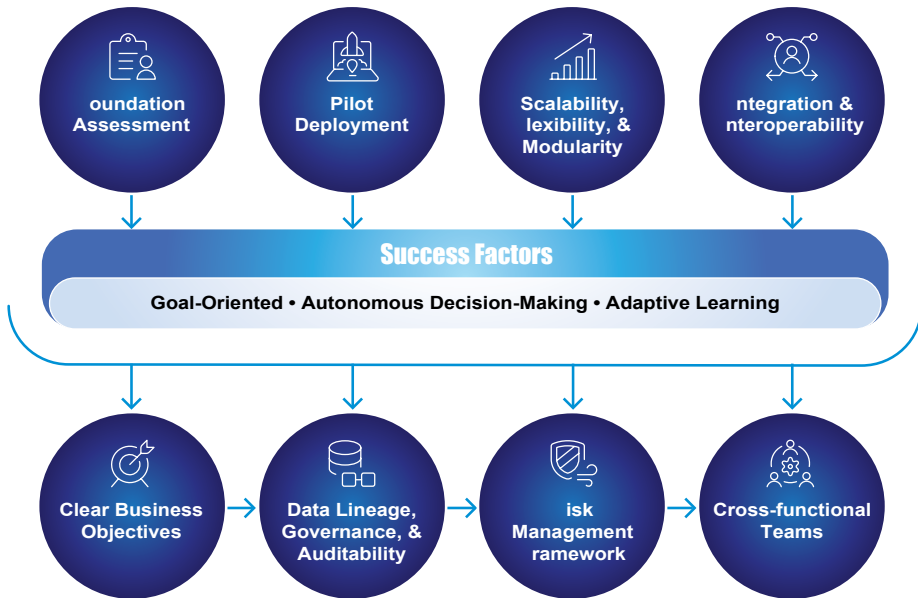 oundation
Assessment
Pilot
Deployment
Scalability,
lexibility, &
Modularity
ntegration &
nteroperability
Success Factors
Goal-Oriented • Autonomous Decision-Making • Adaptive Learning
Clear Business
Objectives
Data Lineage,
Governance, &
Auditability
isk
Management
ramework
Cross-functional
Teams